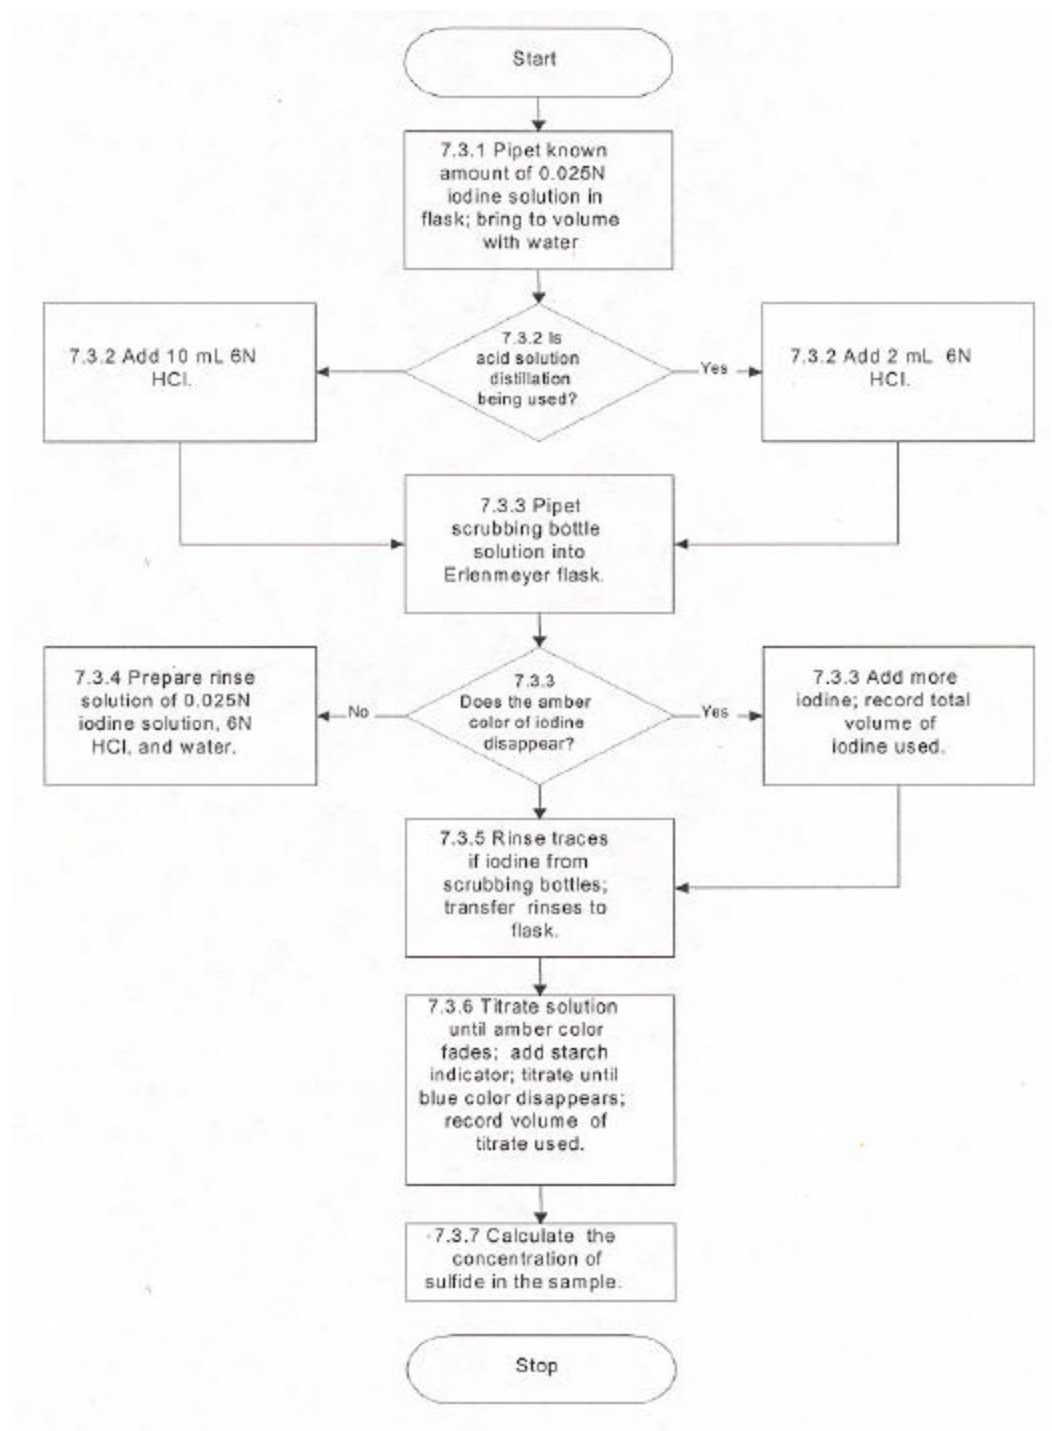 Start
7.3.1 Pipet known
amount of 0.025N
iodine solution in
flask; bring to volume
with water
7.3.2 Add 10 mL 6N
HCl.
7.3.2 Is
acid solution
distillation
being used?
Yes
7.3.2 Add 2 mL 6N
HCl.
7.3.3 Pipet
scrubbing bottle
solution into
Erlenmeyer flask.
7.3.4 Prepare rinse
solution of 0.025N
iodine solution, 6N
HCl, and water.
No
7.3.3
Does the amber
color of iodine
disappear?
Yes
7.3.3 Add more
iodine; record total
volume of
iodine used.
7.3.5 Rinse traces
if iodine from
scrubbing bottles;
transfer rinses to
flask.
7.3.6 Titrate solution
until amber color
fades; add starch
indicator; titrate until
blue color disappears;
record volume of
titrate used.
7.3.7 Calculate the
concentration of
sulfide in the sample.
Stop